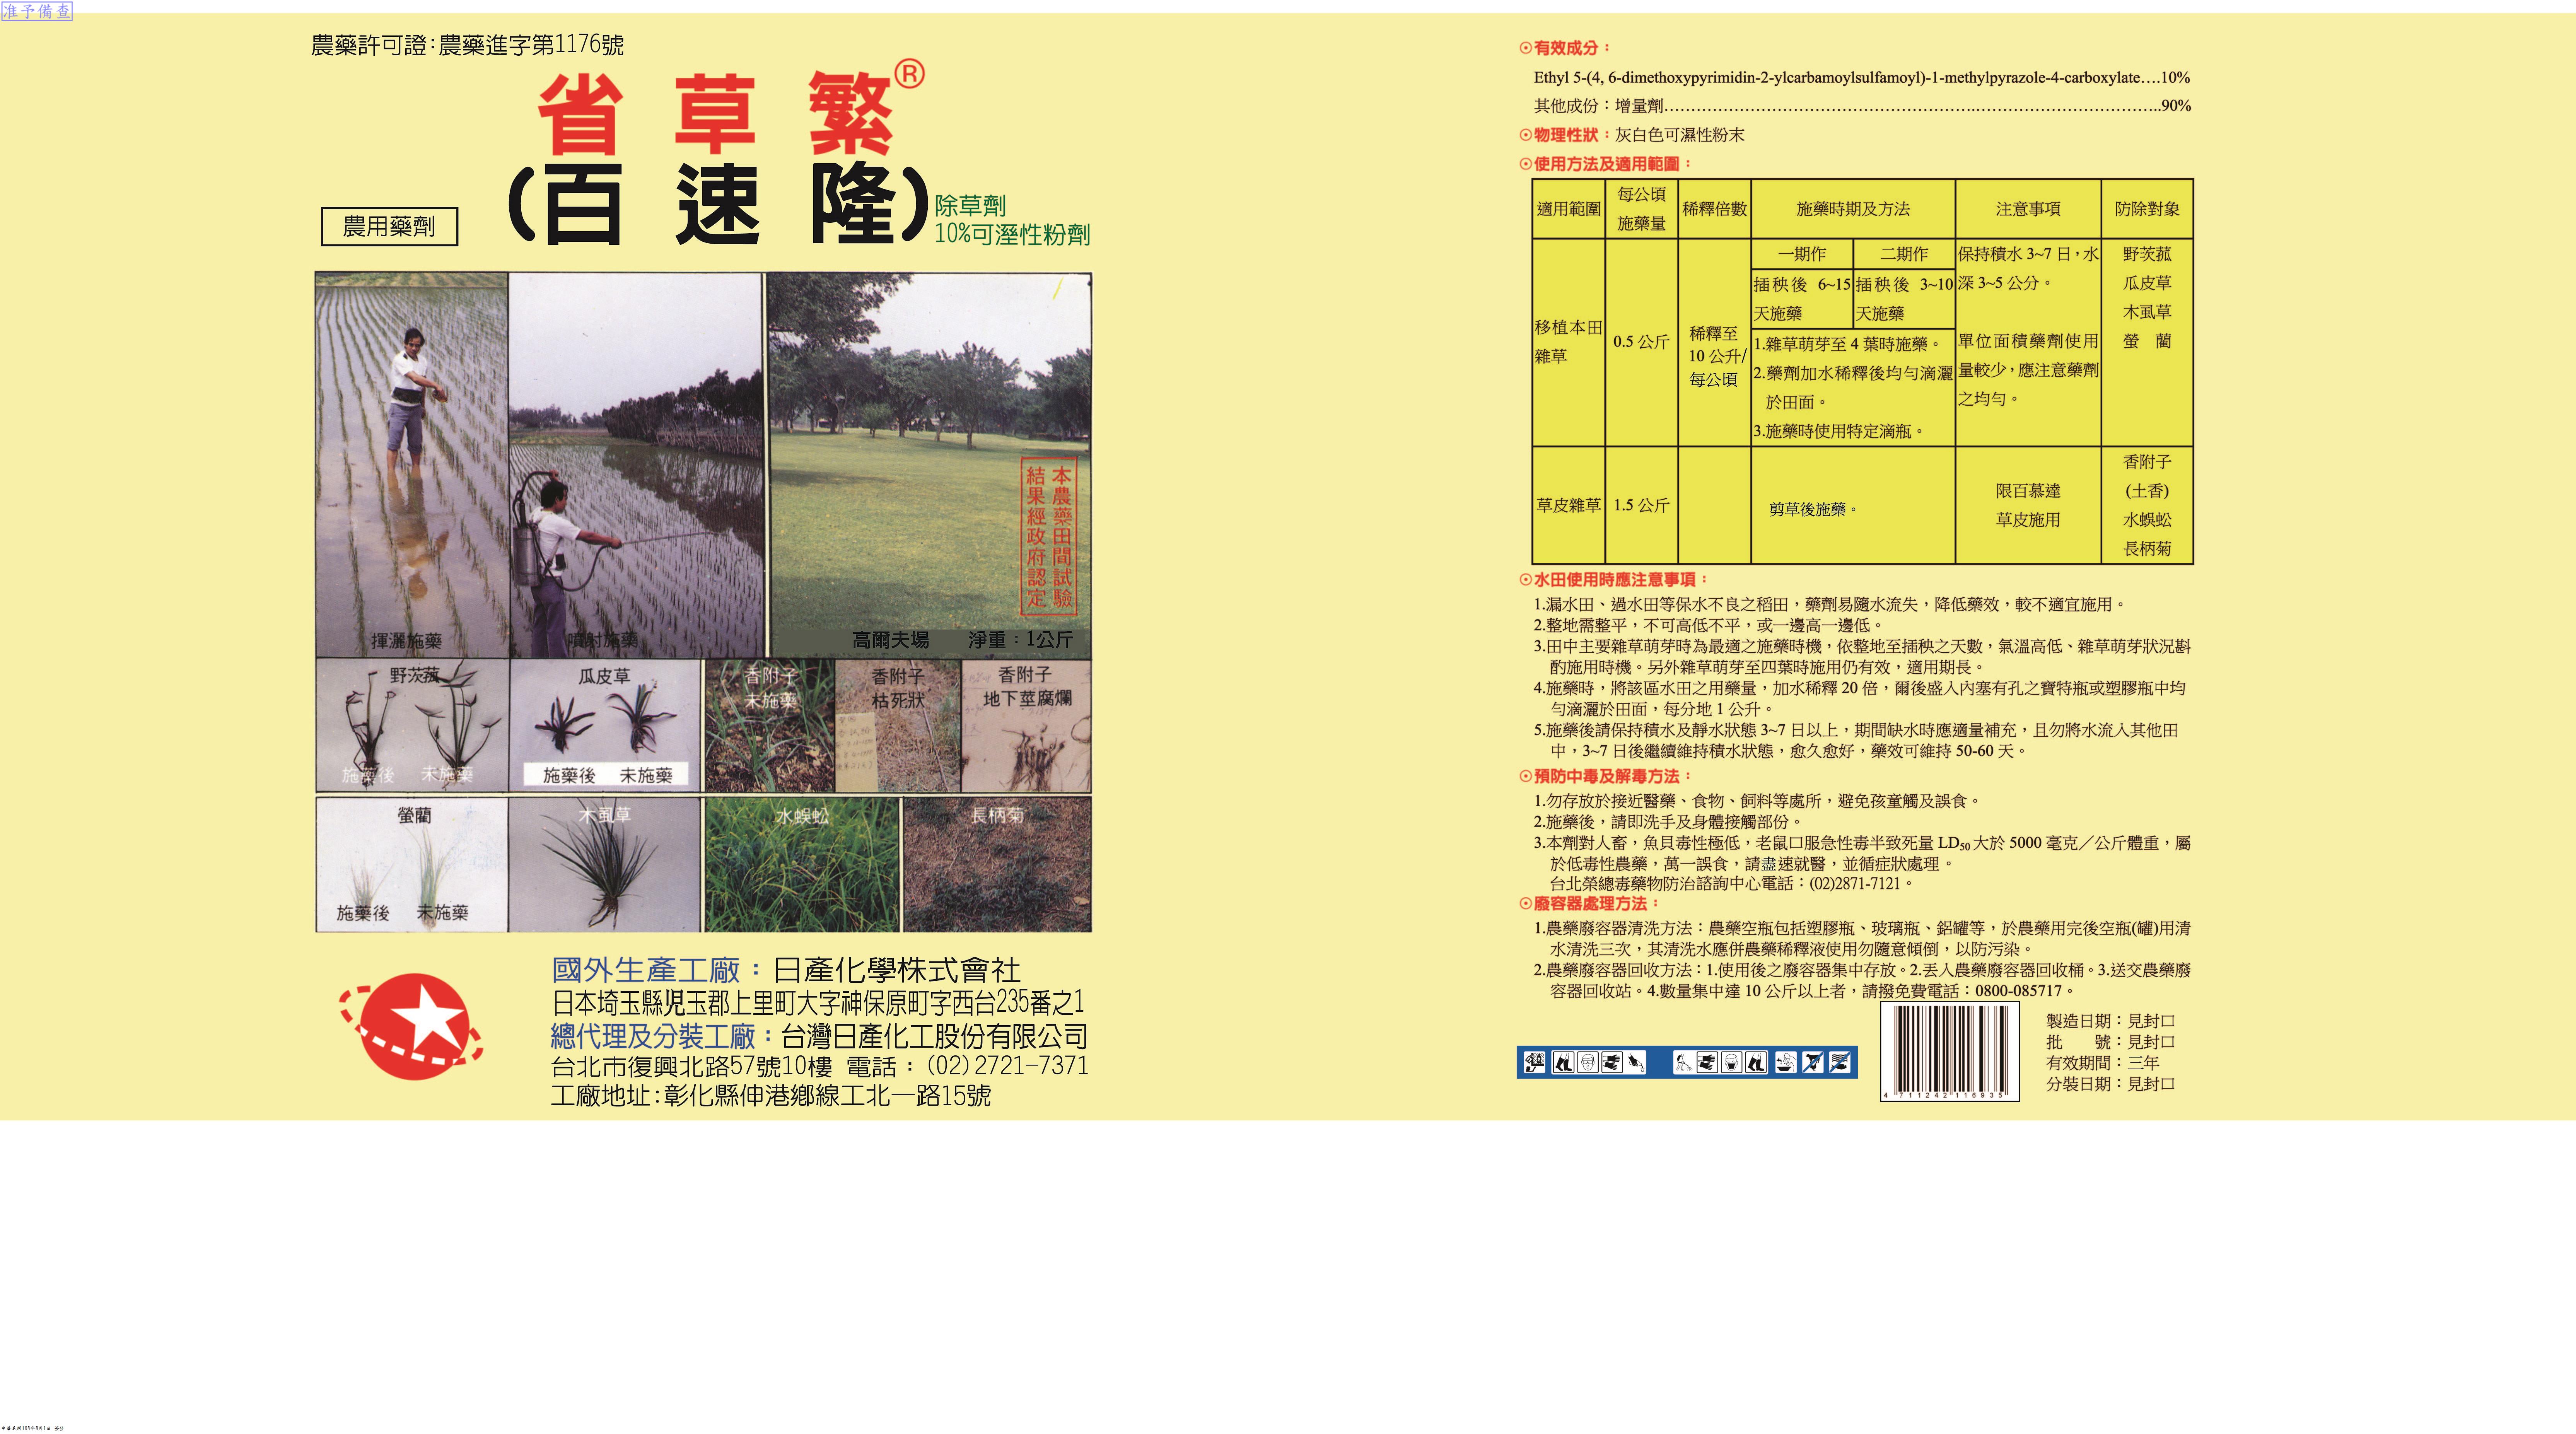 准予備查
農藥許可證:農藥進字第1176號
省草繁®
(百速隆)
除草劑
10%可溼性粉劑
農用藥劑
本農藥田間試驗
結果經政府認定
揮灑施藥
噴射施藥
高爾夫場 淨重：1公斤
野茨菰
施藥後 未施藥
瓜皮草
施藥後 未施藥
香附子
未施藥
香附子
枯死狀
香附子
地下莖腐爛
螢藺
施藥後 未施藥
木虱草
水蜈蚣
長柄菊
國外生產工廠：日產化學株式會社
日本埼玉縣児玉郡上里町大字神保原町字西台235番之1
總代理及分裝工廠：台灣日產化工股份有限公司
台北市復興北路57號10樓 電話：(02)2721-7371
工廠地址:彰化縣伸港鄉線工北一路15號
⊙有效成分：
Ethyl 5-(4, 6-dimethoxypyrimidin-2-ylcarbamoylsulfamoyl)-1-methylpyrazole-4-carboxylate....10%
其他成份：增量劑..........90%
⊙物理性狀：灰白色可濕性粉末
⊙使用方法及適用範圍：
適用範圍 每公頃施藥量 稀釋倍數 施藥時期及方法 注意事項 防除對象
移植本田雜草
0.5 公斤
稀釋至
10 公升/
每公頃
一期作 二期作
插秧後 6~15天施藥
插秧後 3~10天施藥
1.雜草萌芽至 4 葉時施藥。
2.藥劑加水稀釋後均勻滴灑
於田面。
3.施藥時使用特定滴瓶。
保持積水 3~7 日，水
深 3~5 公分。
單位面積藥劑使用
量較少，應注意藥劑
之均勻。
野茨菰
瓜皮草
木虱草
螢 藺
草皮雜草
1.5 公斤
剪草後施藥。
限百慕達
草皮施用
香附子
(土香)
水蜈蚣
長柄菊
⊙水田使用時應注意事項：
1.漏水田、過水田等保水不良之稻田，藥劑易隨水流失，降低藥效，較不適宜施用。
2.整地需整平，不可高低不平，或一邊高一邊低。
3.田中主要雜草萌芽時為最適之施藥時機，依整地至插秧之天數，氣溫高低、雜草萌芽狀況斟
酌施用時機。另外雜草萌芽至四葉時施用仍有效，適用期長。
4.施藥時，將該區水田之用藥量，加水稀釋 20 倍，爾後盛入內塞有孔之寶特瓶或塑膠瓶中均
勻滴灑於田面，每分地 1 公升。
5.施藥後請保持積水及靜水狀態 3~7 日以上，期間缺水時應適量補充，且勿將水流入其他田
中，3~7 日後繼續維持積水狀態，愈久愈好，藥效可維持 50-60 天。
⊙預防中毒及解毒方法：
1.勿存放於接近醫藥、食物、飼料等處所，避免孩童觸及誤食。
2.施藥後，請即洗手及身體接觸部份。
3.本劑對人畜，魚貝毒性極低，老鼠口服急性毒半致死量 LD50 大於 5000 毫克／公斤體重，屬
於低毒性農藥，萬一誤食，請盡速就醫，並循症狀處理。
台北榮總毒藥物防治諮詢中心電話：(02)2871-7121。
⊙廢容器處理方法：
1.農藥廢容器清洗方法：農藥空瓶包括塑膠瓶、玻璃瓶、鋁罐等，於農藥用完後空瓶(罐)用清
水清洗三次，其清洗水應併農藥稀釋液使用勿隨意傾倒，以防污染。
2.農藥廢容器回收方法：1.使用後之廢容器集中存放。2.丟入農藥廢容器回收桶。3.送交農藥廢
容器回收站。4.數量集中達 10 公斤以上者，請撥免費電話：0800-085717。
4 711242 116935
製造日期：見封口
批 號：見封口
有效期間：三年
分裝日期：見封口